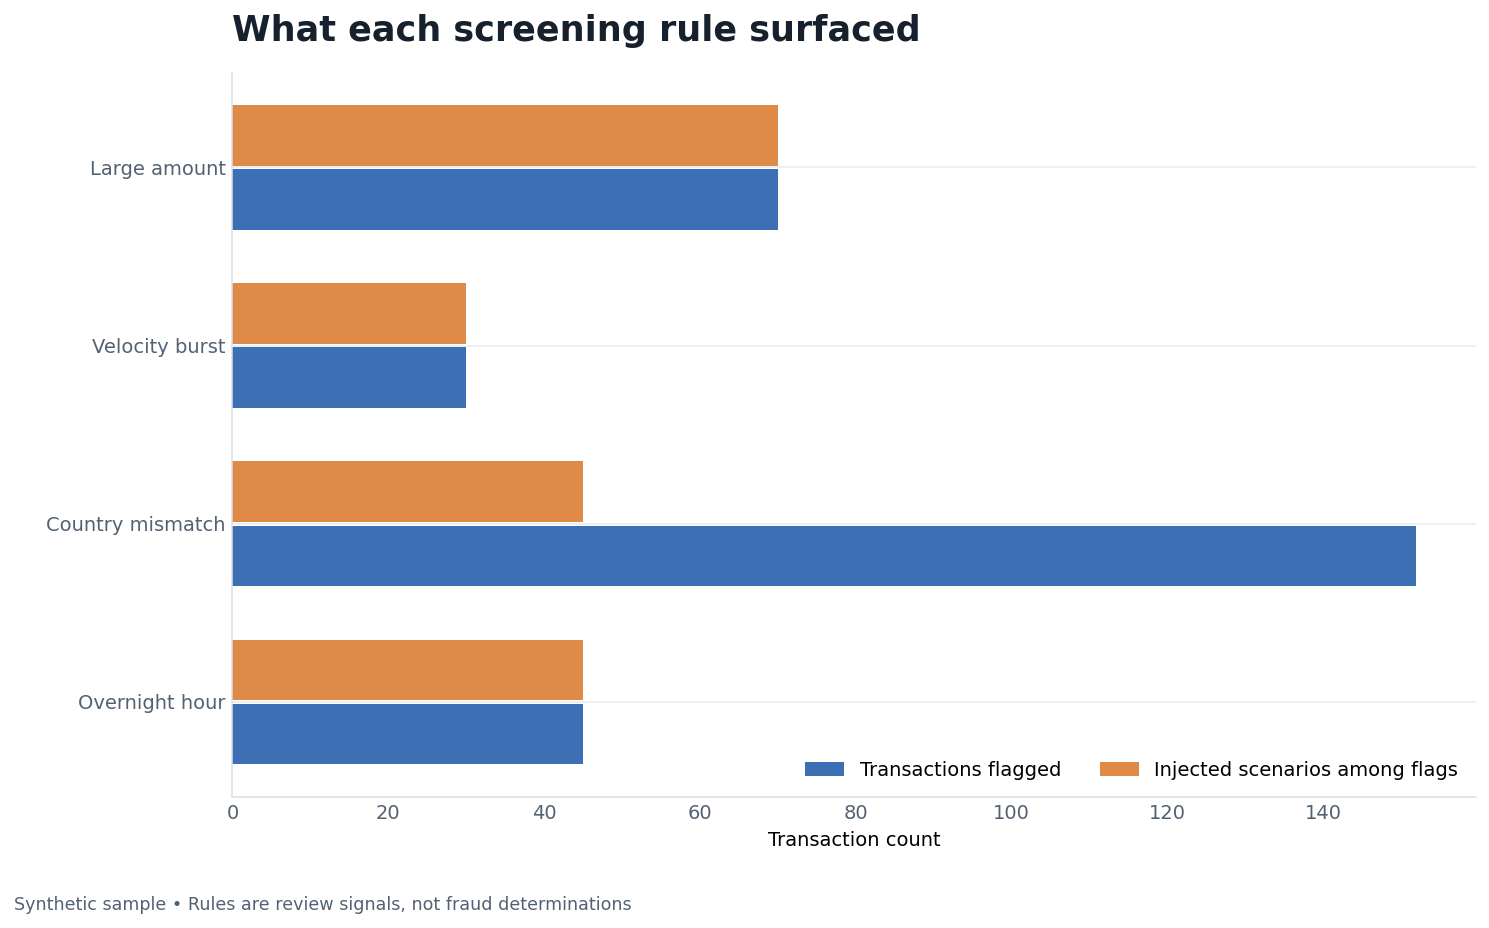 What each screening rule surfaced
Large amount
Velocity burst
Country mismatch
Overnight hour
Transactions flagged
Injected scenarios among flags
0 20 40 60 80 100 120 140
Transaction count
Synthetic sample • Rules are review signals, not fraud determinations